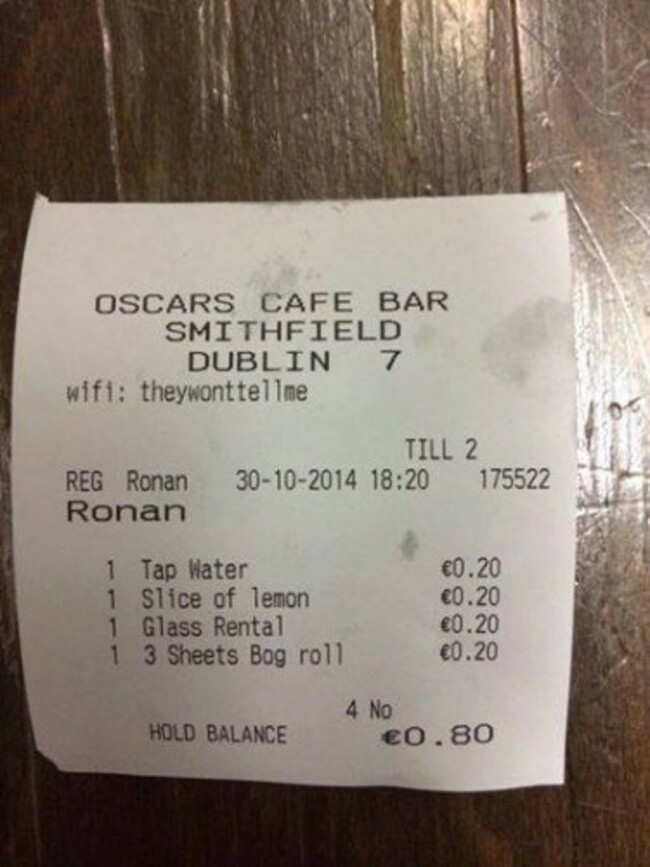 OSCARS CAFE BAR
SMITHFIELD
DUBLIN 7
wifi: theywonttellme
TILL 2
REG Ronan 30-10-2014 18:20 175522
Ronan
1 Tap Water €0.20
1 Slice of lemon €0.20
1 Glass Rental €0.20
1 3 Sheets Bog roll €0.20
4 No
HOLD BALANCE €0.80